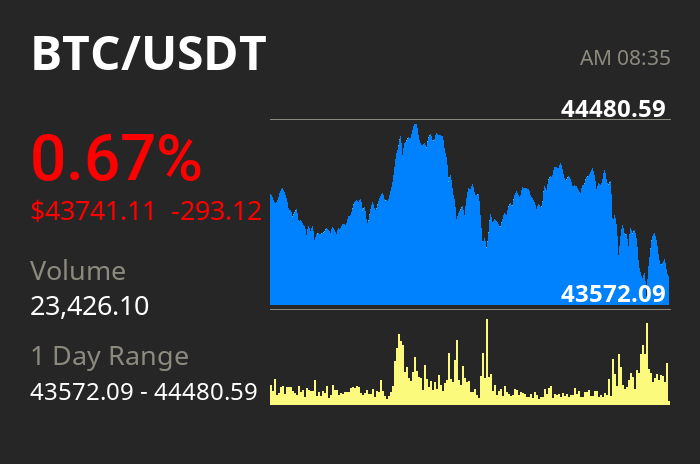 BTC/USDT
AM 08:35
44480.59
0.67%
$43741.11 -293.12
Volume
23,426.10
43572.09
1 Day Range
43572.09 - 44480.59